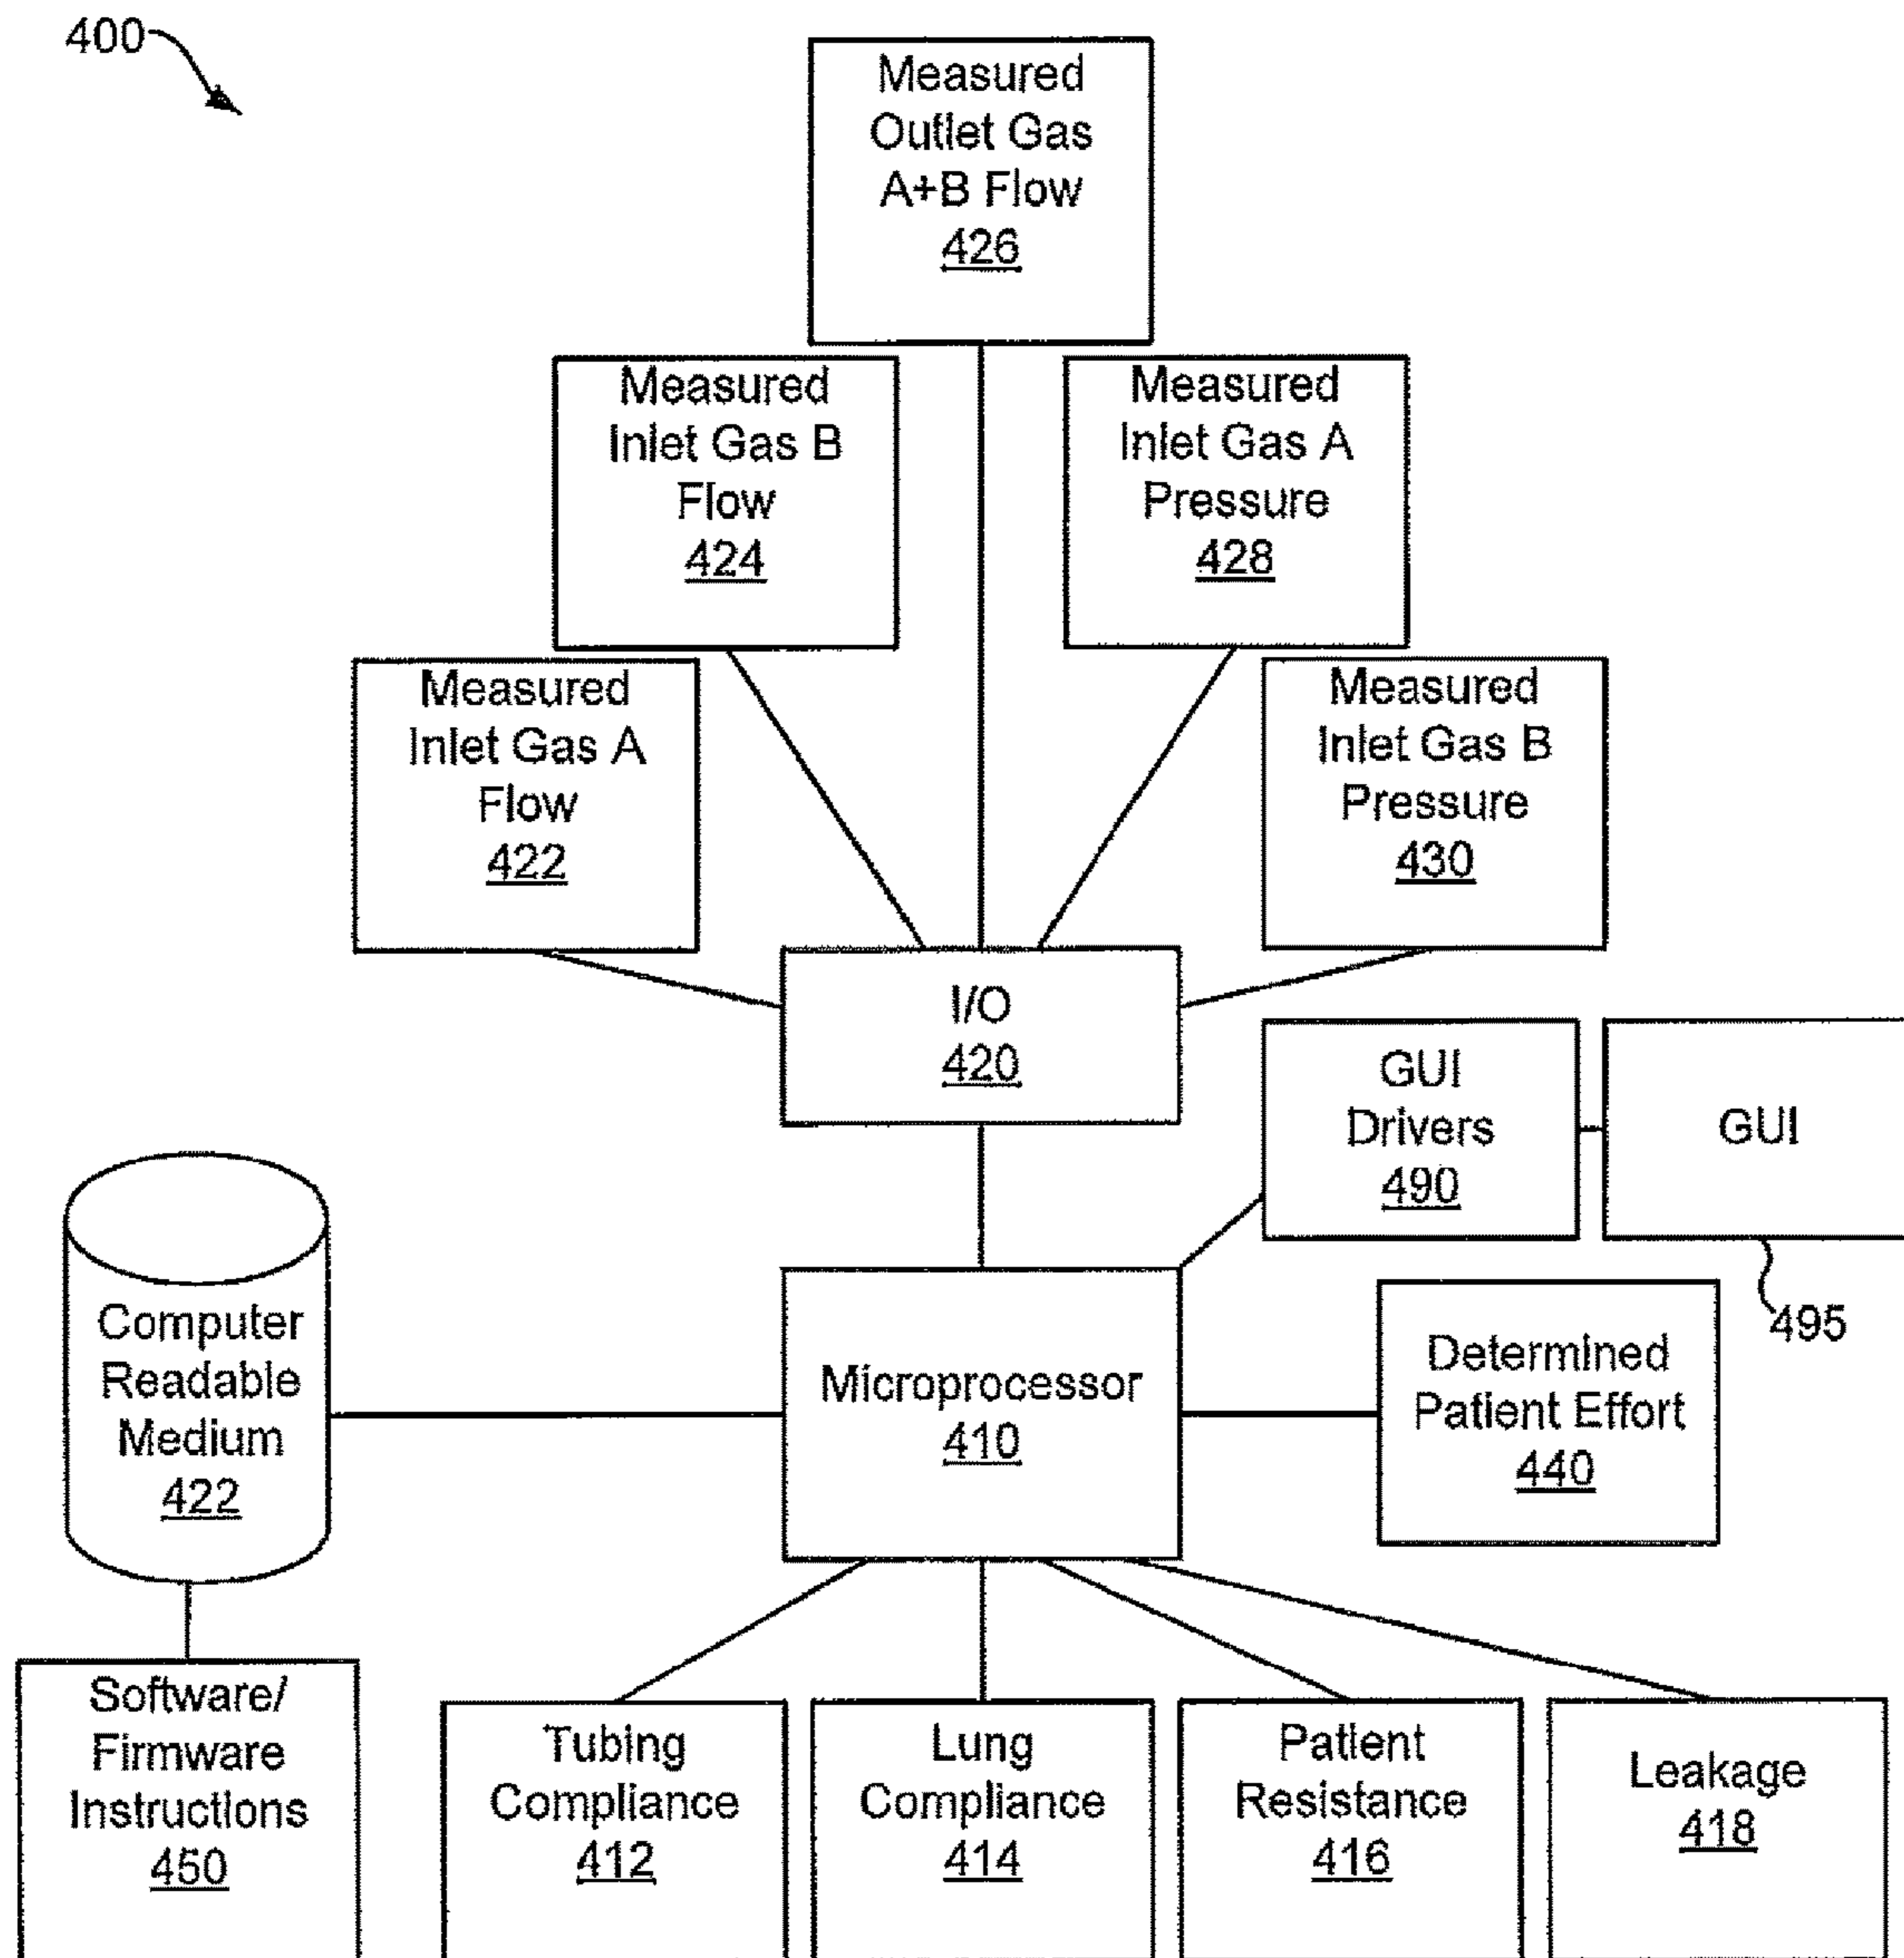 400
Measured
Outlet Gas
A+B Flow
426
Measured
Inlet Gas B
Flow
424
Measured
Inlet Gas A
Pressure
428
Measured
Inlet Gas A
Flow
422
Measured
Inlet Gas B
Pressure
430
I/O
420
GUI
Drivers
490
GUI
495
Computer
Readable
Medium
422
Microprocessor
410
Determined
Patient Effort
440
Software/
Firmware
Instructions
450
Tubing
Compliance
412
Lung
Compliance
414
Patient
Resistance
416
Leakage
418